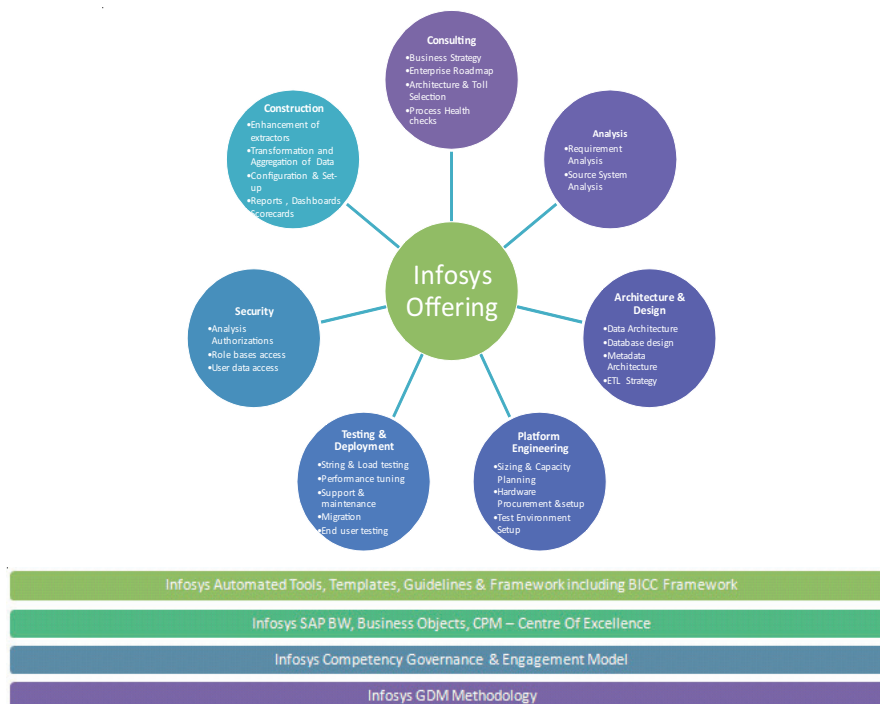 Consulting
•Business Strategy
•Enterprise Roadmap
•Architecture & Toll
Selection
•Process Health
checks
Analysis
•Requirement
Analysis
•Source System
Analysis
Architecture &
Design
•Data Architecture
•Database design
•Metadata
Architecture
•ETL Strategy
Platform
Engineering
•Sizing & Capacity
Planning
•Hardware
Procurement &setup
•Test Environment
Setup
Testing &
Deployment
•String & Load testing
•Performance tuning
•Support &
maintenance
•Migration
•End user testing
Security
•Analysis
Authorizations
•Role bases access
•User data access
Construction
•Enhancement of
extractors
•Transformation and
Aggregation of Data
•Configuration & Set-
up
•Reports , Dashboards
Scorecards
Infosys
Offering
Infosys Automated Tools, Templates, Guidelines & Framework including BICC Framework
Infosys SAP BW, Business Objects, CPM – Centre Of Excellence
Infosys Competency Governance & Engagement Model
Infosys GDM Methodology